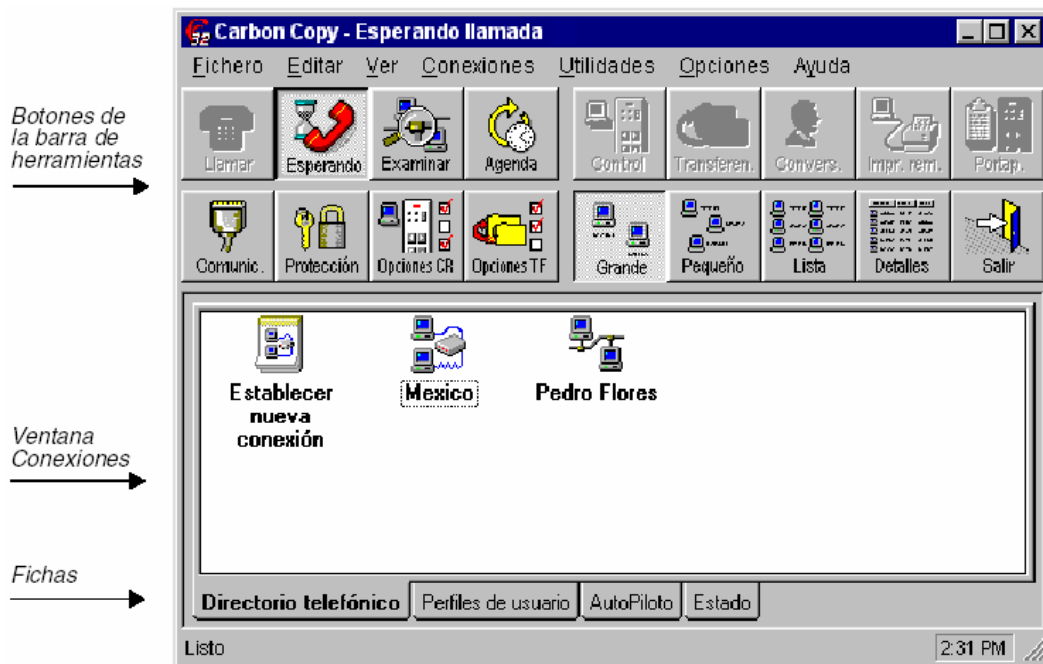 Carbon Copy - Esperando llamada
Fichero Editar Ver Conexiones Utilidades Opciones Ayuda
Botones de
la barra de
herramientas
Llamar Esperando Examinar Agenda Control Transferen. Convers. Impr. rem. Portap.
Comunic. Protección Opciones CR Opciones TF Grande Pequeño Lista Detalles Salir
Establecer
nueva
conexión
Mexico
Pedro Flores
Ventana
Conexiones
Fichas
Directorio telefónico Perfiles de usuario AutoPiloto Estado
Listo 2:31 PM